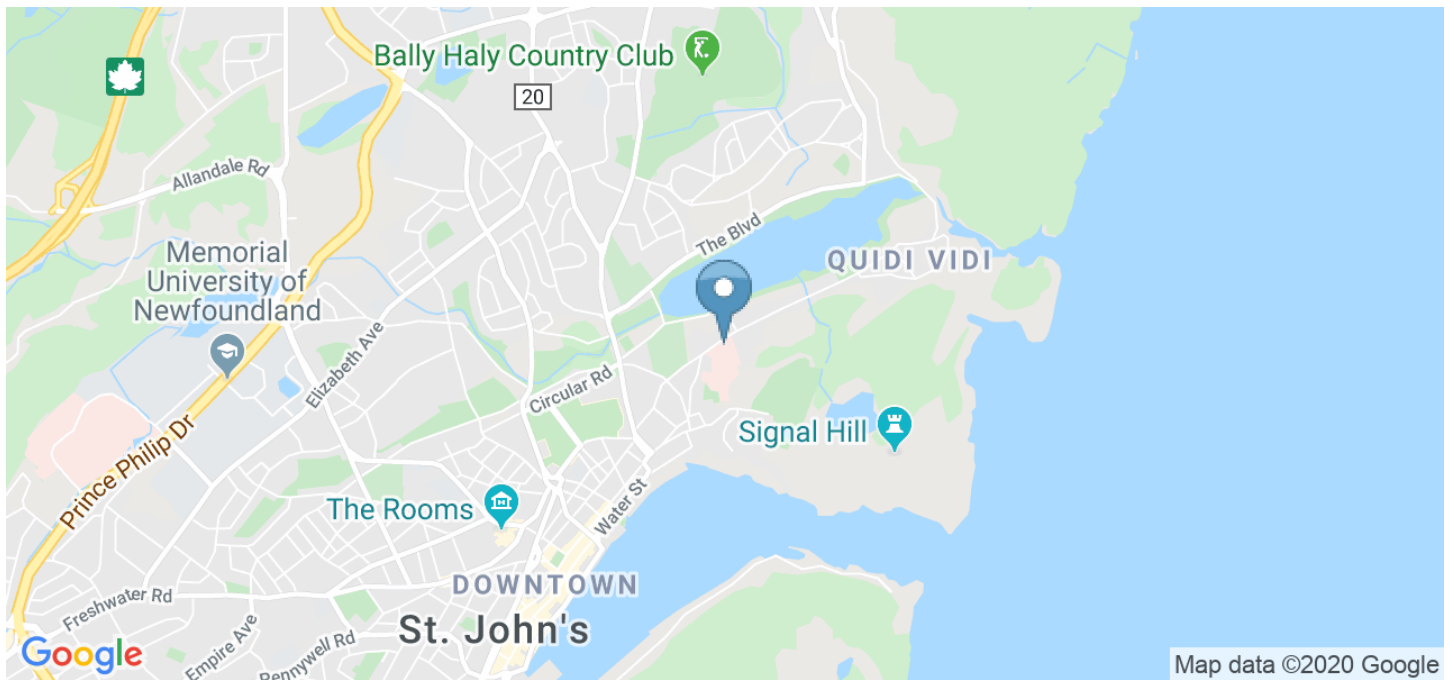 Bally Haly Country Club
20
Allandale Rd
The Blvd
Memorial
University of
Newfoundland
QUIDI VIDI
Elizabeth Ave
Circular Rd
Signal Hill
Prince Philip Dr
The Rooms
Water St
DOWNTOWN
Freshwater Rd
St. John's
Empire Ave
Pennywell Rd
Google
Map data ©2020 Google